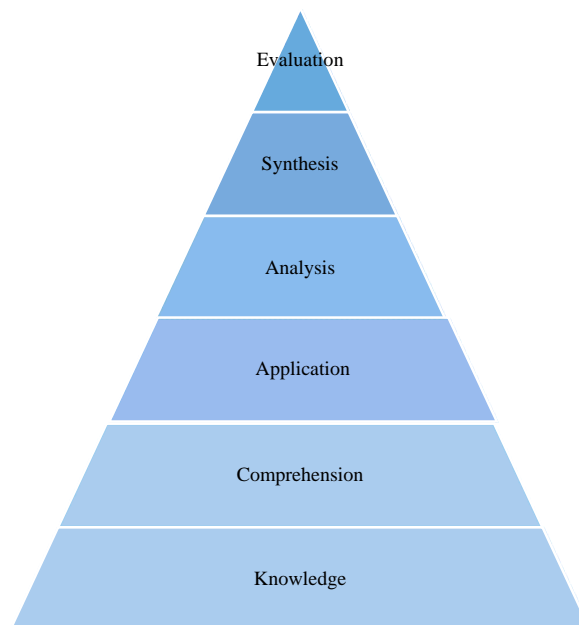 Evaluation
Synthesis
Analysis
Application
Comprehension
Knowledge